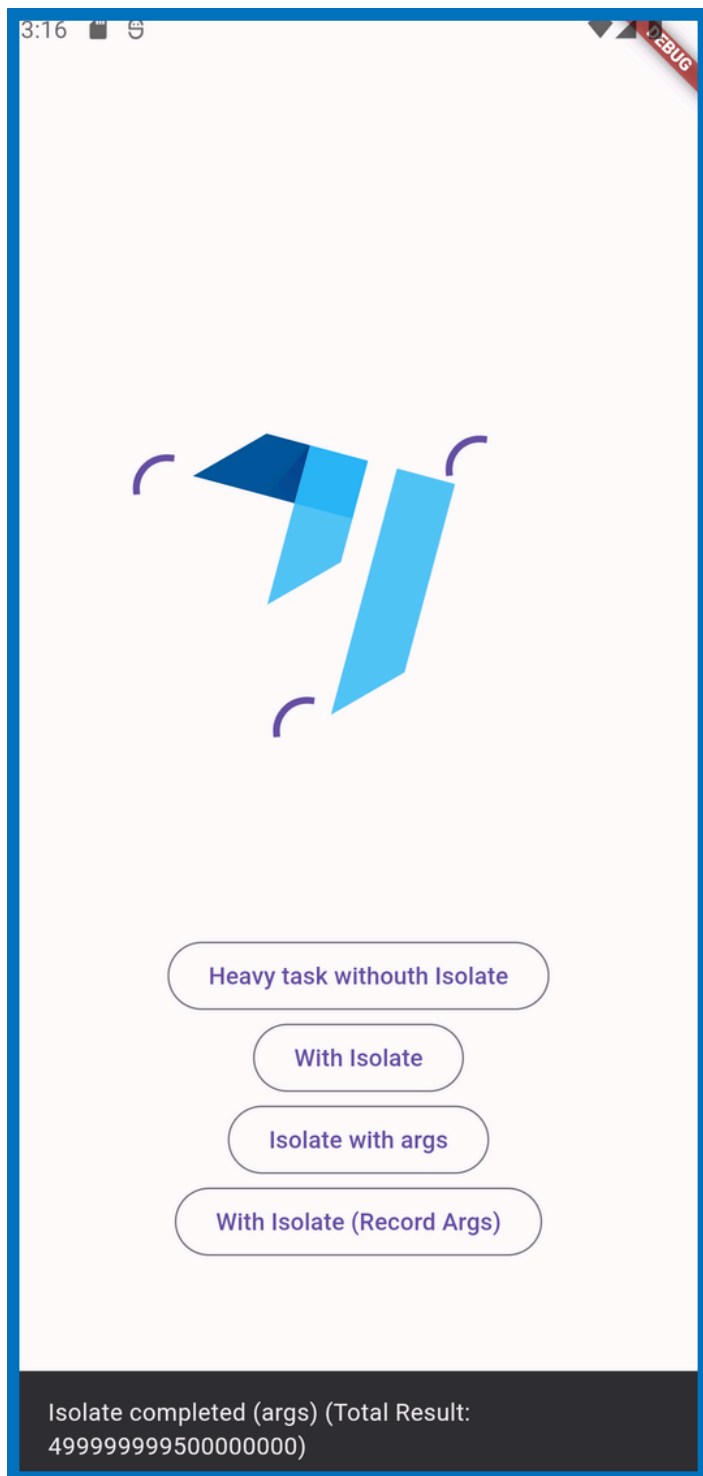 3:16
DEBUG
Heavy task withouth Isolate
With Isolate
Isolate with args
With Isolate (Record Args)
Isolate completed (args) (Total Result:
499999999500000000)